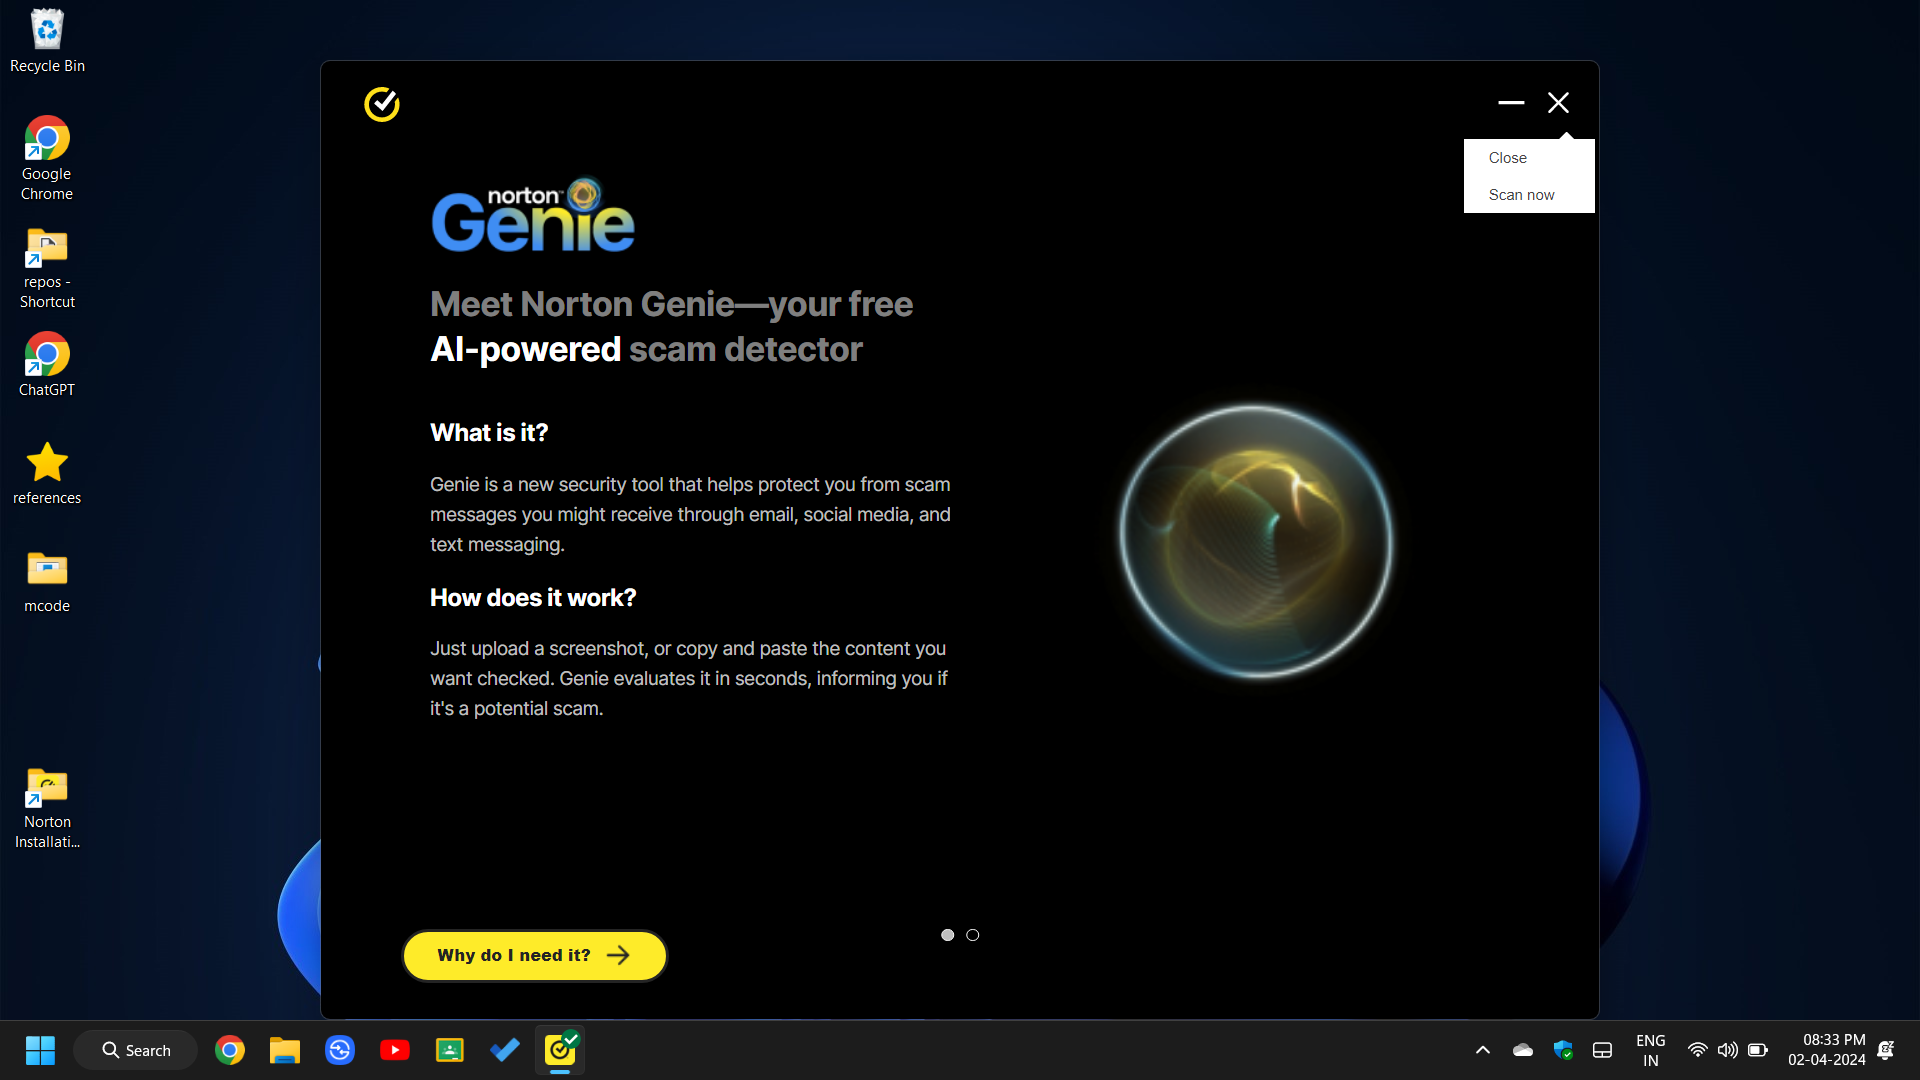 Recycle Bin
Google
Chrome
repos -
Shortcut
ChatGPT
references
mcode
Norton
Installati...
Close
Scan now
norton™
Genie
Meet Norton Genie—your free
AI-powered scam detector
What is it?
Genie is a new security tool that helps protect you from scam
messages you might receive through email, social media, and
text messaging.
How does it work?
Just upload a screenshot, or copy and paste the content you
want checked. Genie evaluates it in seconds, informing you if
it's a potential scam.
Why do I need it?
Search
ENG
IN
08:33 PM
02-04-2024